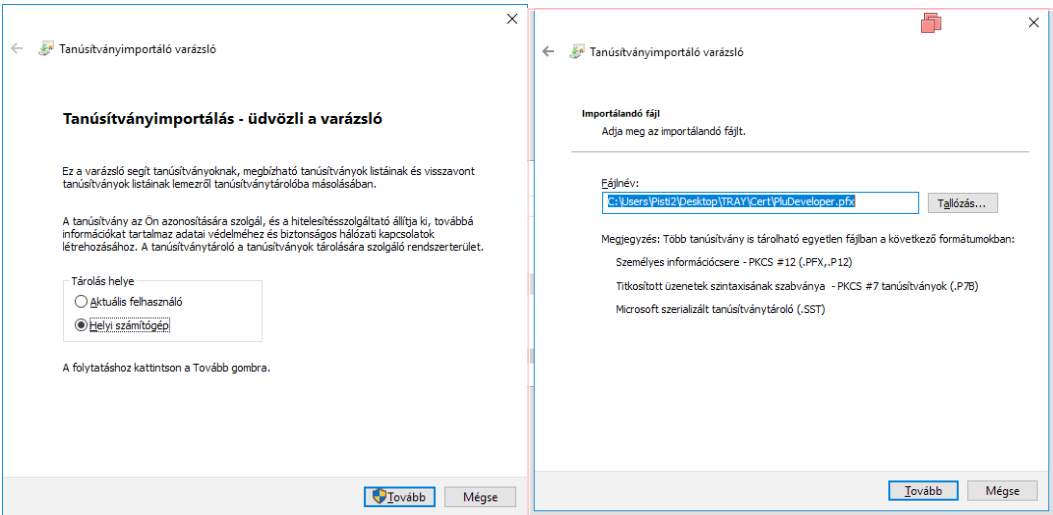 Tanúsítványimportáló varázsló
Tanúsítványimportálás - üdvözli a varázsló
Ez a varázsló segít tanúsítványoknak, megbízható tanúsítványok listáinak és visszavont
tanúsítványok listáinak lemezről tanúsítványtárolóba másolásában.
A tanúsítvány az Ön azonosítására szolgál, és a hitelesítésszolgáltató állítja ki, továbbá
információkat tartalmaz adatai védelméhez és biztonságos hálózati kapcsolatok
létrehozásához. A tanúsítványtároló a tanúsítványok tárolására szolgáló rendszerterület.
Tárolás helye
Aktuális felhasználó
Helyi számítógép
A folytatáshoz kattintson a Tovább gombra.
Tovább
Mégse
Tanúsítványimportáló varázsló
Importálandó fájl
Adja meg az importálandó fájlt.
Fájlnév:
C:\Users\Pisti2\Desktop\TRAY\Cert\PluDeveloper.pfx
Tallózás...
Megjegyzés: Több tanúsítvány is tárolható egyetlen fájlban a következő formátumokban:
Személyes információcsere - PKCS #12 (.PFX,.P12)
Titkosított üzenetek szintaxisának szabványa - PKCS #7 tanúsítványok (.P7B)
Microsoft szerializált tanúsítványtároló (.SST)
Tovább
Mégse